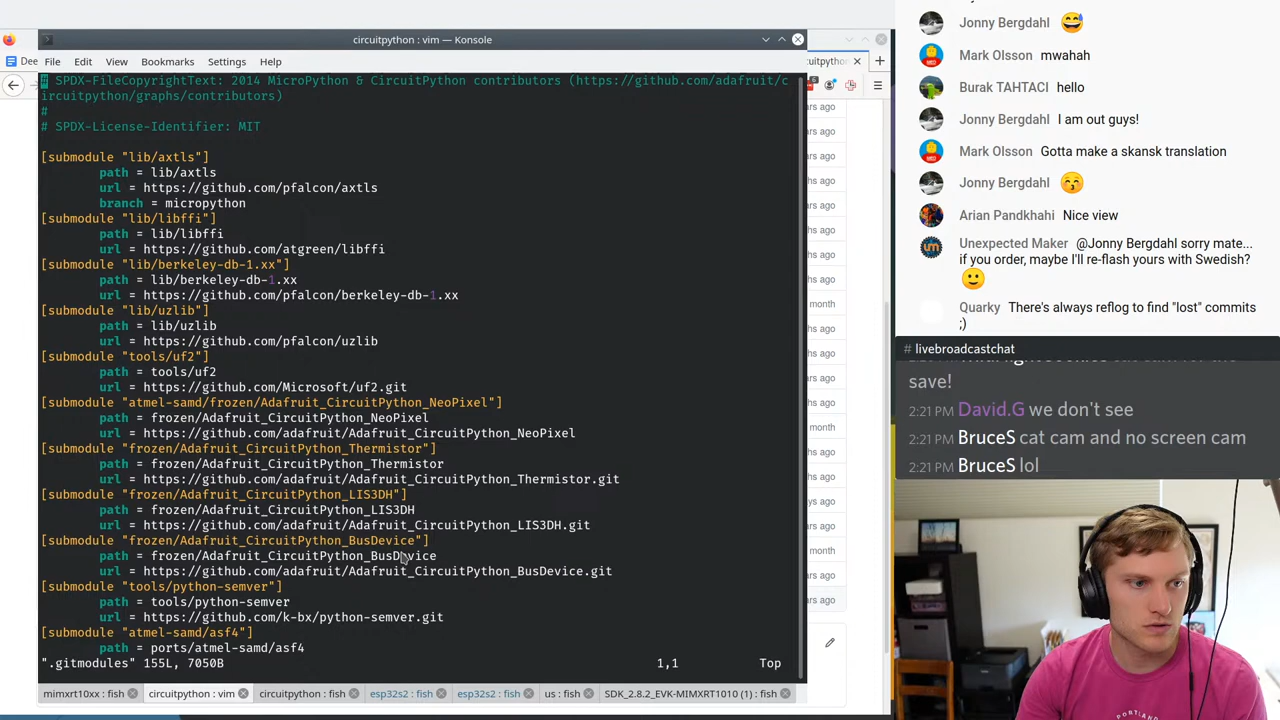 circuitpython : vim — Konsole
File Edit View Bookmarks Settings Help
Dee
# SPDX-FileCopyrightText: 2014 MicroPython & CircuitPython contributors (https://github.com/adafruit/c
ircuitpython/graphs/contributors)
#
# SPDX-License-Identifier: MIT
[submodule "lib/axtls"]
path = lib/axtls
url = https://github.com/pfalcon/axtls
branch = micropython
[submodule "lib/libffi"]
path = lib/libffi
url = https://github.com/atgreen/libffi
[submodule "lib/berkeley-db-1.xx"]
path = lib/berkeley-db-1.xx
url = https://github.com/pfalcon/berkeley-db-1.xx
[submodule "lib/uzlib"]
path = lib/uzlib
url = https://github.com/pfalcon/uzlib
[submodule "tools/uf2"]
path = tools/uf2
url = https://github.com/Microsoft/uf2.git
[submodule "atmel-samd/frozen/Adafruit_CircuitPython_NeoPixel"]
path = frozen/Adafruit_CircuitPython_NeoPixel
url = https://github.com/adafruit/Adafruit_CircuitPython_NeoPixel
[submodule "frozen/Adafruit_CircuitPython_Thermistor"]
path = frozen/Adafruit_CircuitPython_Thermistor
url = https://github.com/adafruit/Adafruit_CircuitPython_Thermistor.git
[submodule "frozen/Adafruit_CircuitPython_LIS3DH"]
path = frozen/Adafruit_CircuitPython_LIS3DH
url = https://github.com/adafruit/Adafruit_CircuitPython_LIS3DH.git
[submodule "frozen/Adafruit_CircuitPython_BusDevice"]
path = frozen/Adafruit_CircuitPython_BusDevice
url = https://github.com/adafruit/Adafruit_CircuitPython_BusDevice.git
[submodule "tools/python-semver"]
path = tools/python-semver
url = https://github.com/k-bx/python-semver.git
[submodule "atmel-samd/asf4"]
path = ports/atmel-samd/asf4
".gitmodules" 155L, 7050B 1,1 Top
mimxrt10xx : fish circuitpython : vim circuitpython : fish esp32s2 : fish esp32s2 : fish us : fish SDK_2.8.2_EVK-MIMXRT1010 (1) : fish
Jonny Bergdahl 😅
Mark Olsson mwahah
Burak TAHTACI hello
Jonny Bergdahl I am out guys!
Mark Olsson Gotta make a skansk translation
Jonny Bergdahl 😚
Arian Pandkhahi Nice view
Unexpected Maker @Jonny Bergdahl sorry mate...
if you order, maybe I'll re-flash yours with Swedish?
🙂
Quarky There's always reflog to find "lost" commits
;)
# livebroadcastchat
save!
2:21 PM David.G we don't see
2:21 PM BruceS cat cam and no screen cam
2:21 PM BruceS lol